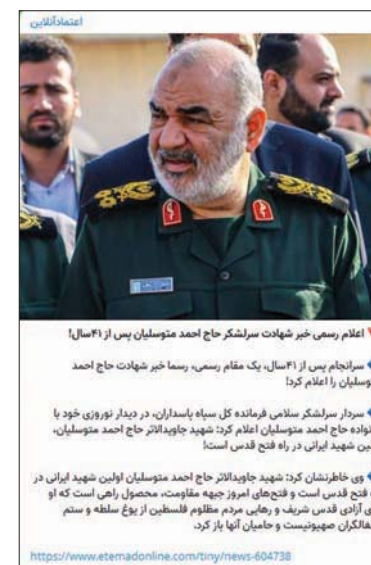 اعتمادآنلاین
اعلام رسمی خبر شهادت سرلشکر حاج احمد متوسلیان پس از ۴۱سال!
سرانجام پس از ۴۱سال، یک مقام رسمی، رسما خبر شهادت حاج احمد
وسلیان را اعلام کرد!
سردار سرلشکر سلامی فرمانده کل سپاه پاسداران، در دیدار نوروزی خود با
نواده حاج احمد متوسلیان اعلام کرد: شهید جاویدالاثر حاج احمد متوسلیان،
ین شهید ایرانی در راه فتح قدس است!
وی خاطرنشان کرد: شهید جاویدالاثر حاج احمد متوسلیان اولین شهید ایرانی در
فتح قدس است و فتح‌های امروز جبهه مقاومت، محصول راهی است که او
ی آزادی قدس شریف و رهایی مردم مظلوم فلسطین از یوغ سلطه و ستم
غالگران صهیونیست و حامیان آنها باز کرد.
https://www.etemadonline.com/tiny/news-604738